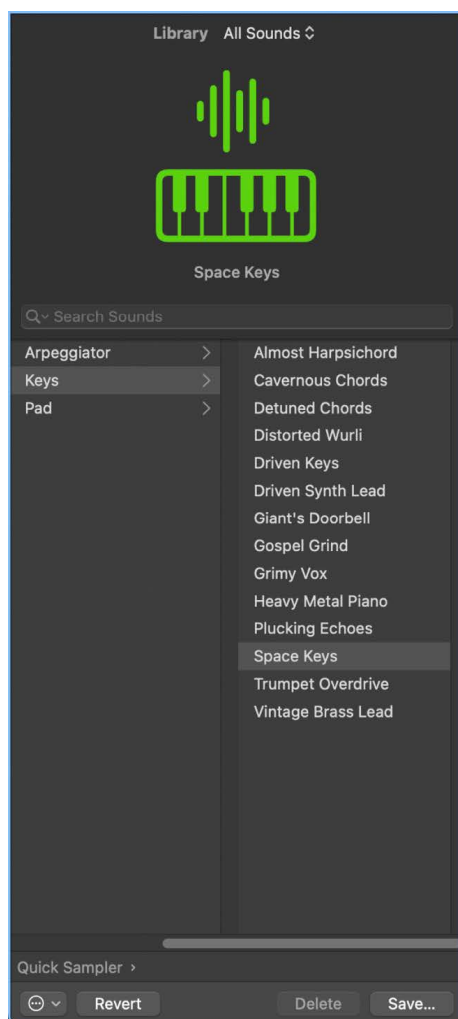 Library All Sounds
Space Keys
Search Sounds
Arpeggiator
Keys
Pad
Almost Harpsichord
Cavernous Chords
Detuned Chords
Distorted Wurli
Driven Keys
Driven Synth Lead
Giant's Doorbell
Gospel Grind
Grimy Vox
Heavy Metal Piano
Plucking Echoes
Space Keys
Trumpet Overdrive
Vintage Brass Lead
Quick Sampler ›
Revert Delete Save...